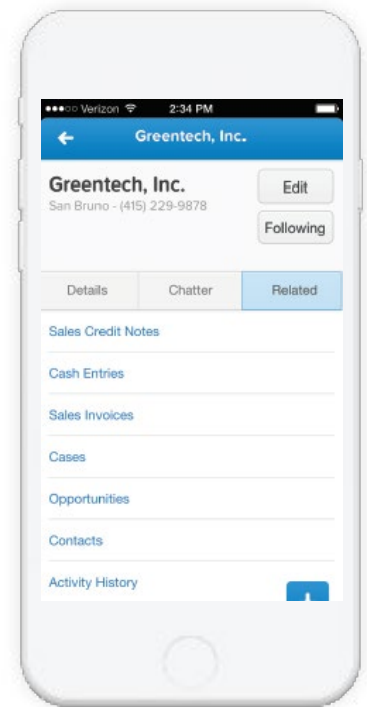 Verizon 2:34 PM
Greentech, Inc.
Greentech, Inc.
Edit
San Bruno - (415) 229-9878
Following
Details Chatter Related
Sales Credit Notes
Cash Entries
Sales Invoices
Cases
Opportunities
Contacts
Activity History